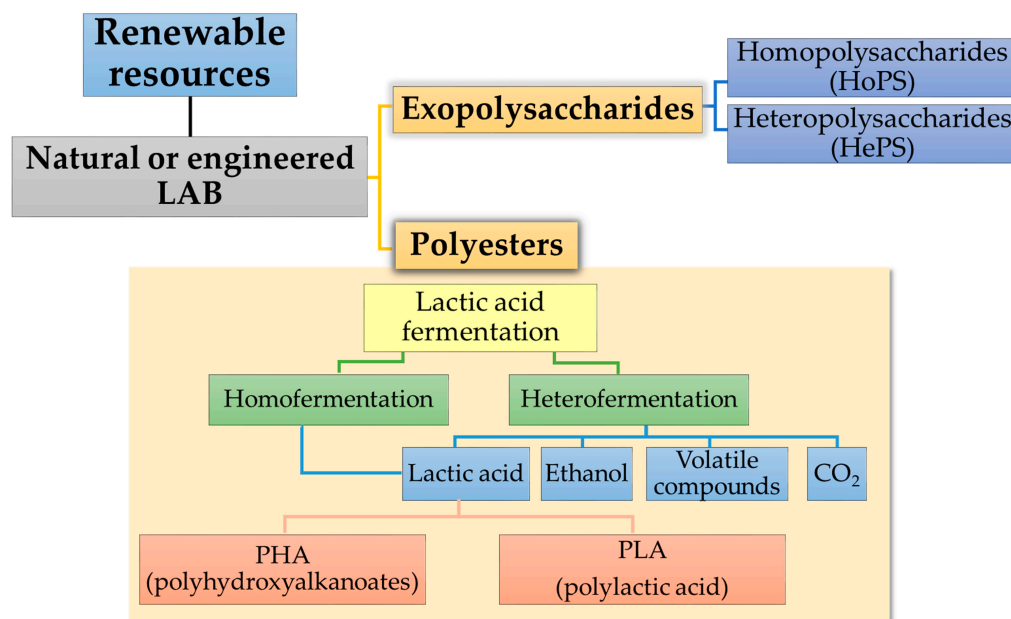 Renewable
resources
Natural or engineered
LAB
Exopolysaccharides
Homopolysaccharides
(HoPS)
Heteropolysaccharides
(HePS)
Polyesters
Lactic acid
fermentation
Homofermentation
Heterofermentation
Lactic acid
Ethanol
Volatile
compounds
CO₂
PHA
(polyhydroxyalkanoates)
PLA
(polylactic acid)